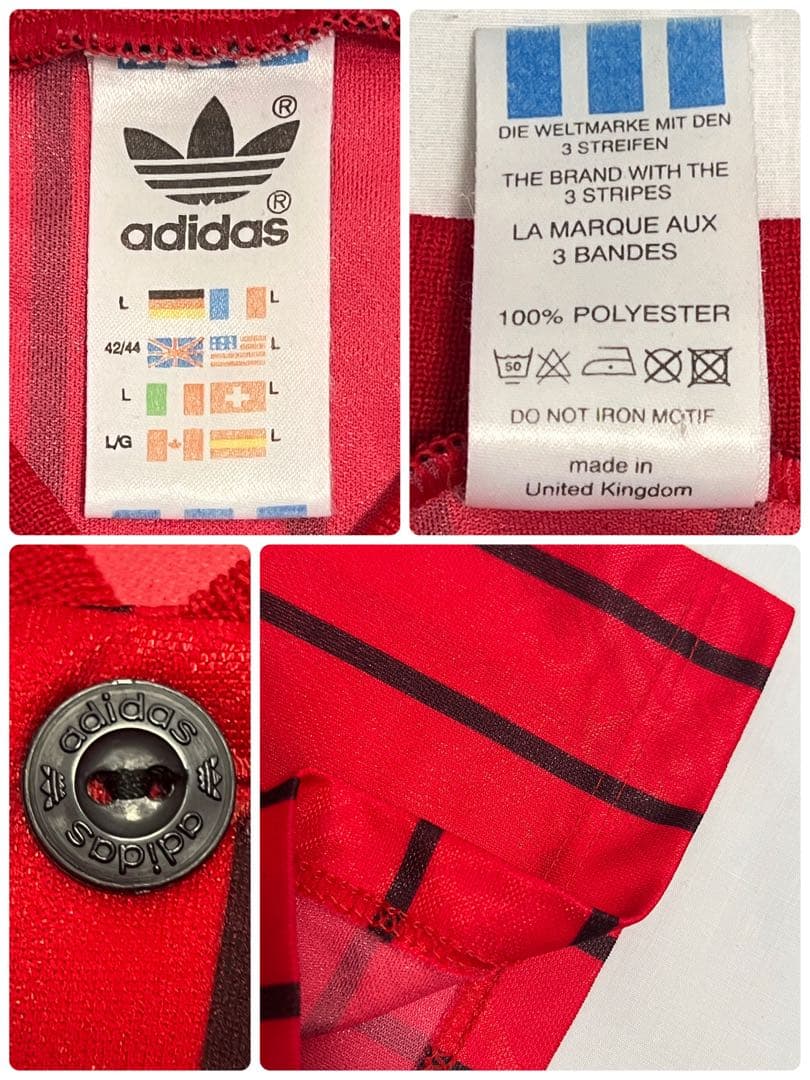 ®
®
adidas
L L
42/44 L
L L
L/G L
DIE WELTMARKE MIT DEN
3 STREIFEN
THE BRAND WITH THE
3 STRIPES
LA MARQUE AUX
3 BANDES
100% POLYESTER
50
DO NOT IRON MOTIF
made in
United Kingdom
adidas
adidas